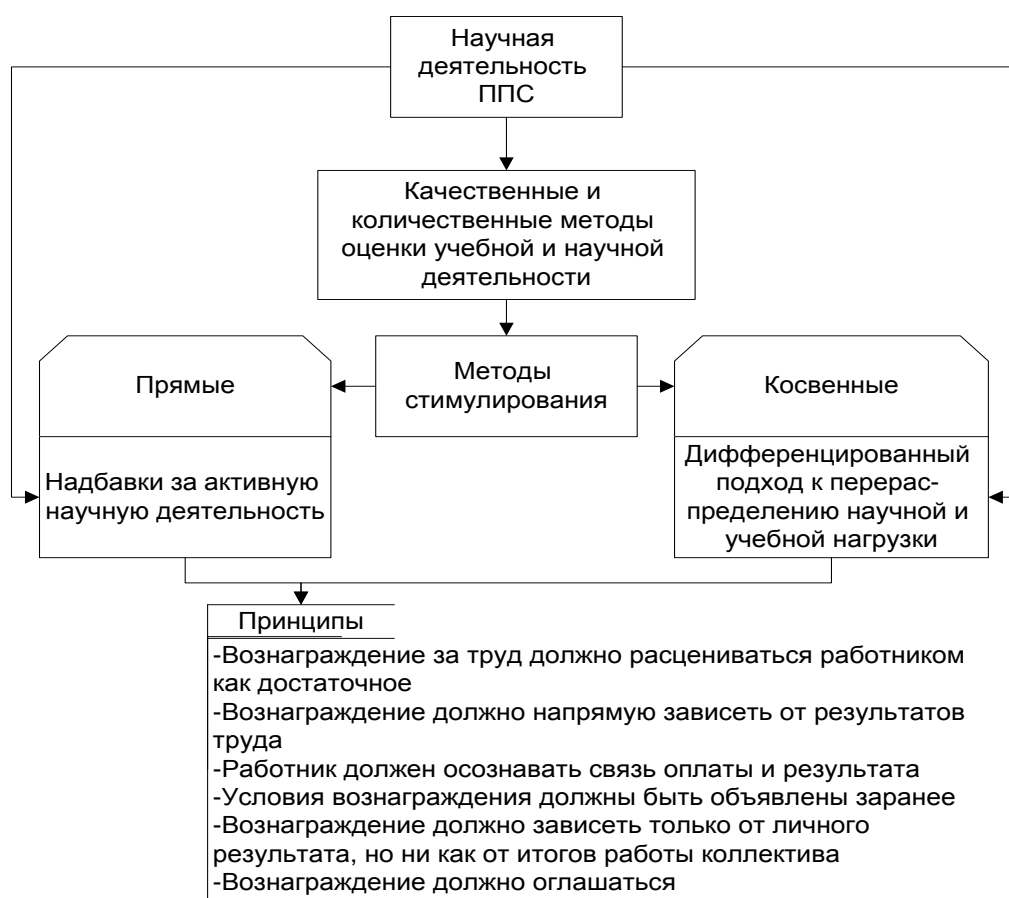 Научная
деятельность
ППС
Качественные и
количественные методы
оценки учебной и научной
деятельности
Прямые
Методы
стимулирования
Косвенные
Надбавки за активную
научную деятельность
Дифференцированный
подход к перерас-
пределению научной и
учебной нагрузки
Принципы
-Вознаграждение за труд должно расцениваться работником
как достаточное
-Вознаграждение должно напрямую зависеть от результатов
труда
-Работник должен осознавать связь оплаты и результата
-Условия вознаграждения должны быть объявлены заранее
-Вознаграждение должно зависеть только от личного
результата, но ни как от итогов работы коллектива
-Вознаграждение должно оглашаться